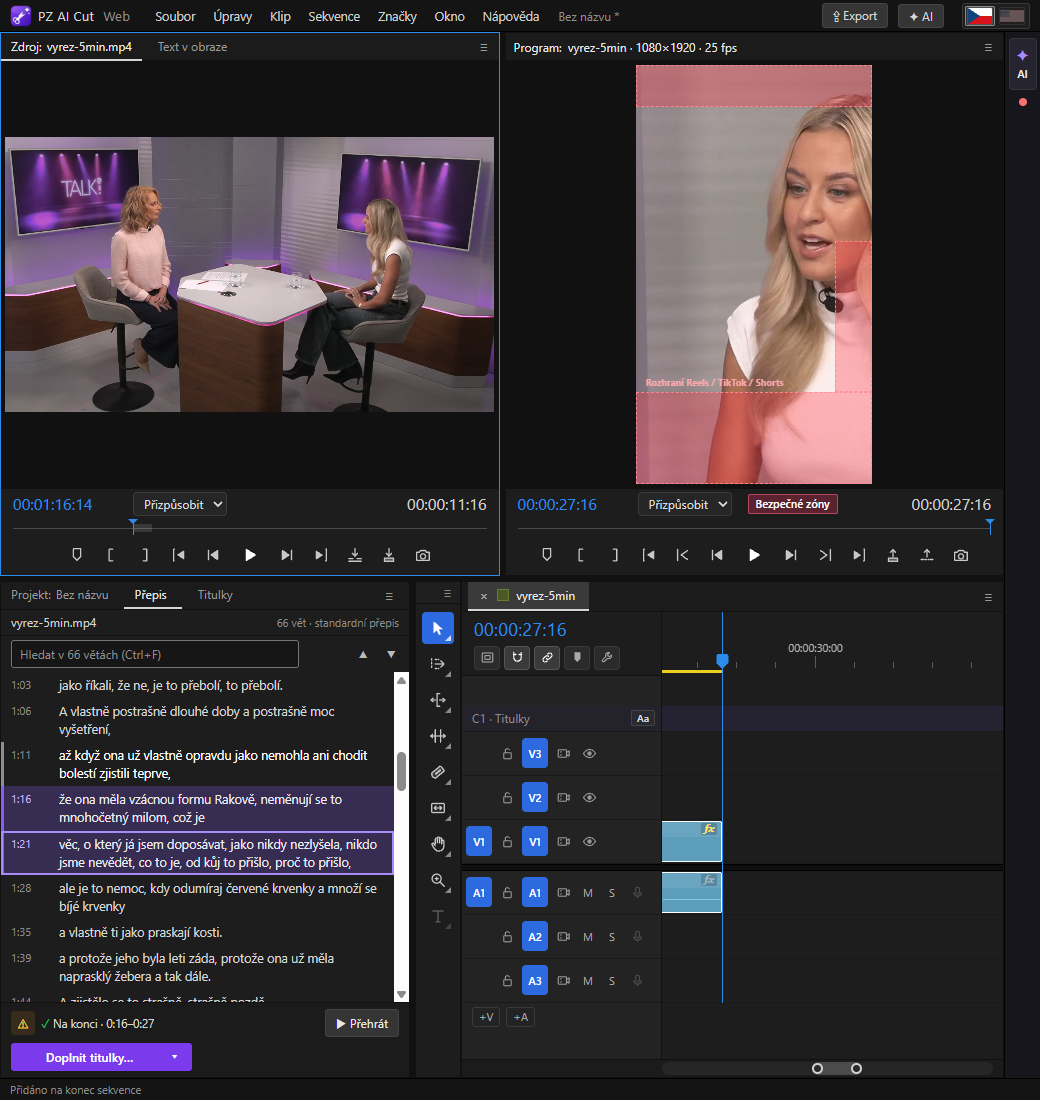 PZ AI Cut Web Soubor Úpravy Klip Sekvence Značky Okno Nápověda Bez názvu * Export AI
Zdroj: vyrez-5min.mp4 Text v obraze
Program: vyrez-5min · 1080×1920 · 25 fps
AI
TALK!
Rozhraní Reels / TikTok / Shorts
00:01:16:14 Přizpůsobit 00:00:11:16
00:00:27:16 Přizpůsobit Bezpečné zóny 00:00:27:16
Projekt: Bez názvu Přepis Titulky
vyrez-5min.mp4 66 vět · standardní přepis
Hledat v 66 větách (Ctrl+F)
1:03 jako říkali, že ne, je to přebolí, to přebolí.
1:06 A vlastně postrašně dlouhé doby a postrašně moc
vyšetření,
1:11 až když ona už vlastně opravdu jako nemohla ani chodit
bolestí zjistili teprve,
1:16 že ona měla vzácnou formu Rakově, neměnují se to
mnohočetný milom, což je
1:21 věc, o který já jsem doposávat, jako nikdy nezlyšela, nikdo
jsme nevědět, co to je, od kůj to přišlo, proč to přišlo,
1:28 ale je to nemoc, kdy odumíraj červené krvenky a množí se
bíjé krvenky
1:35 a vlastně ti jako praskají kosti.
1:39 a protože jeho byla leti záda, protože ona už měla
naprasklý žebera a tak dále.
1:44 A zjistělo se to strašně, strašně pozdě
Na konci · 0:16–0:27 Přehrát
Doplnit titulky...
Přidáno na konec sekvence
vyrez-5min
00:00:27:16
00:00:30:00
C1 · Titulky Aa
V3
V2
V1 V1
fx
A1 A1 M S
fx
A2 M S
A3 M S
+V +A
T